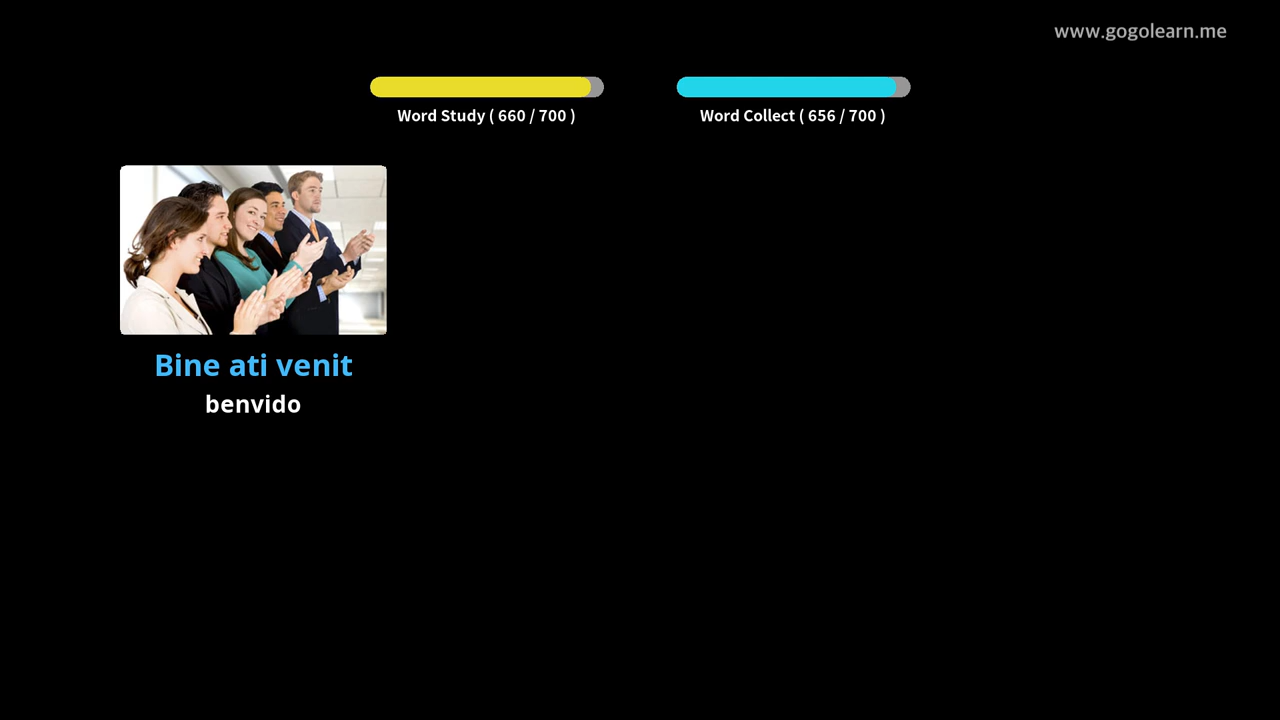 www.gogolearn.me
Word Study ( 660 / 700 )
Word Collect ( 656 / 700 )
Bine ati venit
benvido